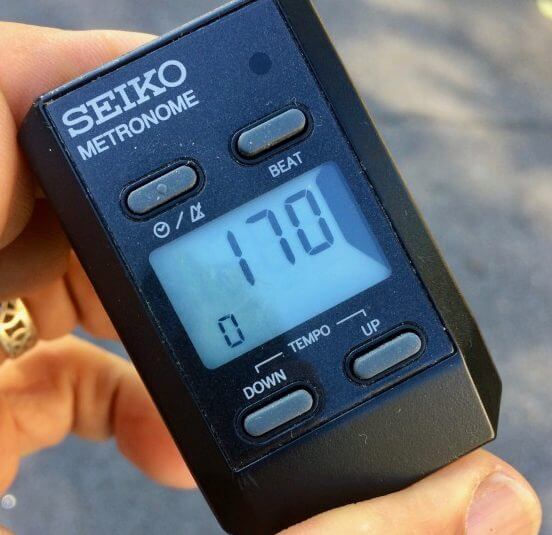 SEIKO
METRONOME
BEAT
/
170
0
TEMPO
DOWN
UP